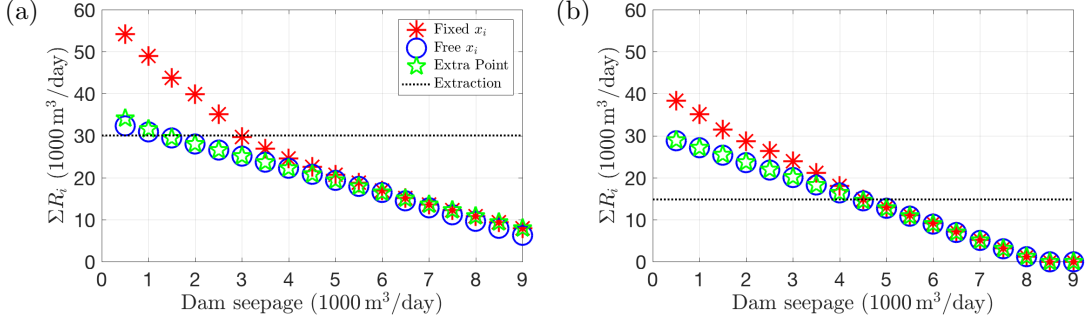 (a)
ΣR_i (1000 m³/day)
60
50
40
30
20
10
0
0 1 2 3 4 5 6 7 8 9
Dam seepage (1000 m³/day)
Fixed x_i
Free x_i
Extra Point
Extraction
(b)
ΣR_i (1000 m³/day)
60
50
40
30
20
10
0
0 1 2 3 4 5 6 7 8 9
Dam seepage (1000 m³/day)